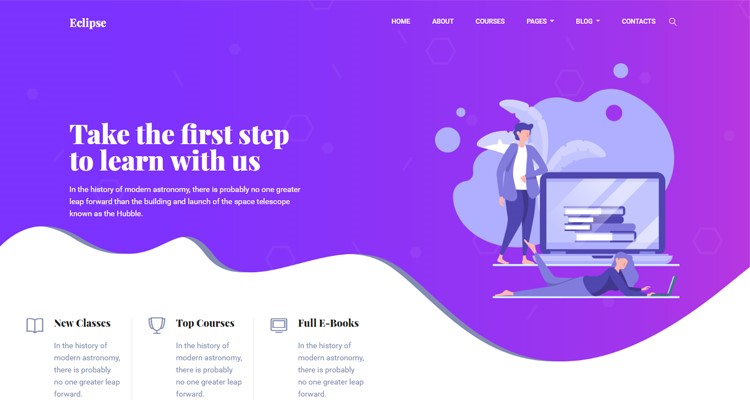 Eclipse
HOME ABOUT COURSES PAGES BLOG CONTACTS
Take the first step
to learn with us
In the history of modern astronomy, there is probably no one greater
leap forward than the building and launch of the space telescope
known as the Hubble.
New Classes
In the history of
modern astronomy,
there is probably
no one greater leap
forward.
Top Courses
In the history of
modern astronomy,
there is probably
no one greater leap
forward.
Full E-Books
In the history of
modern astronomy,
there is probably
no one greater leap
forward.